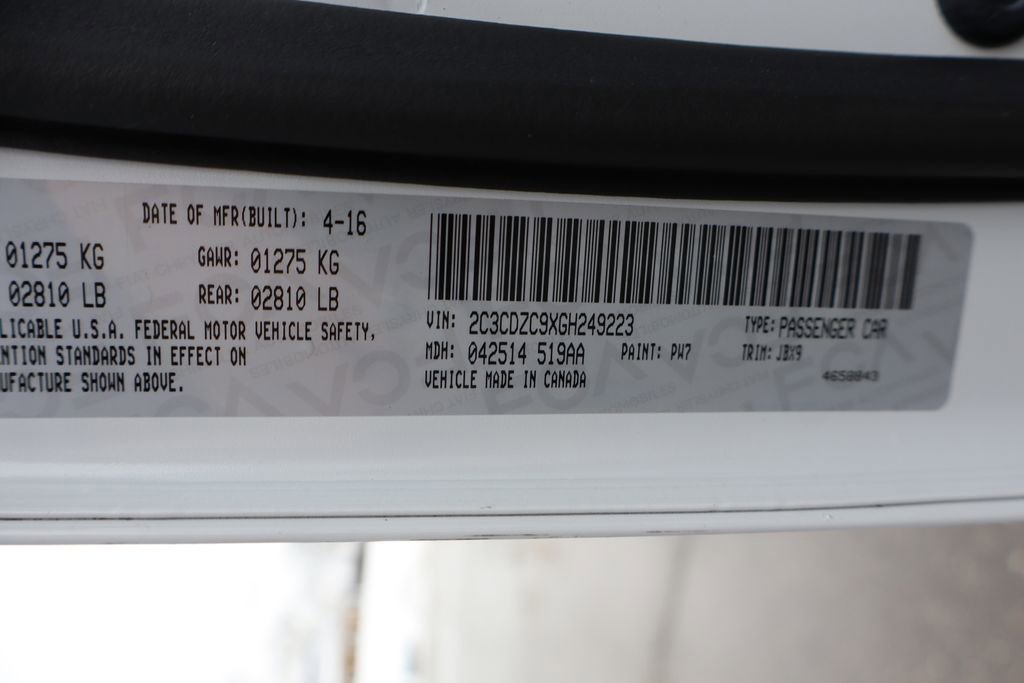 DATE OF MFR(BUILT): 4-16
01275 KG GAWR: 01275 KG
02810 LB REAR: 02810 LB
LICABLE U.S.A. FEDERAL MOTOR VEHICLE SAFETY,
ENTION STANDARDS IN EFFECT ON
UFACTURE SHOWN ABOVE.
VIN: 2C3CDZC9XGH249223 TYPE: PASSENGER CAR
MDH: 042514 519AA PAINT: PW7 TRIM: JBX9
VEHICLE MADE IN CANADA 4658843